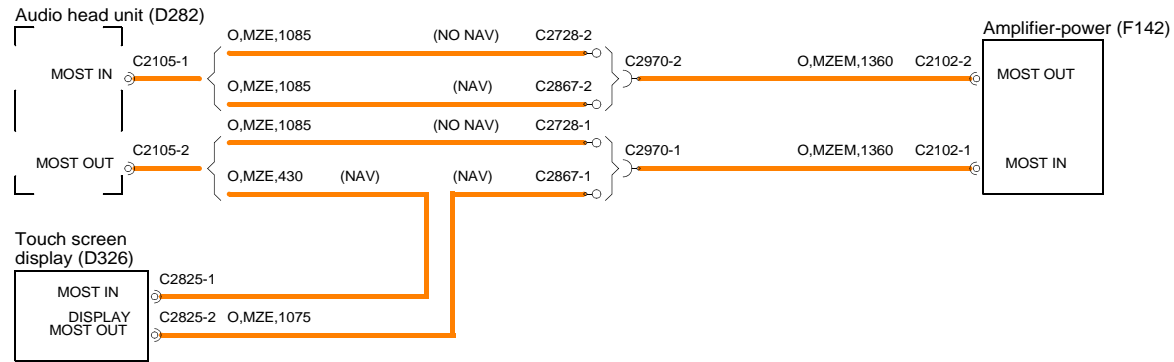 Audio head unit (D282)
MOST IN
C2105-1
O,MZE,1085 (NO NAV) C2728-2
O,MZE,1085 (NAV) C2867-2
C2970-2
O,MZEM,1360 C2102-2
Amplifier-power (F142)
MOST OUT
MOST OUT
C2105-2
O,MZE,1085 (NO NAV) C2728-1
O,MZE,430 (NAV) (NAV) C2867-1
C2970-1
O,MZEM,1360 C2102-1
MOST IN
Touch screen
display (D326)
MOST IN
C2825-1
DISPLAY
MOST OUT
C2825-2 O,MZE,1075